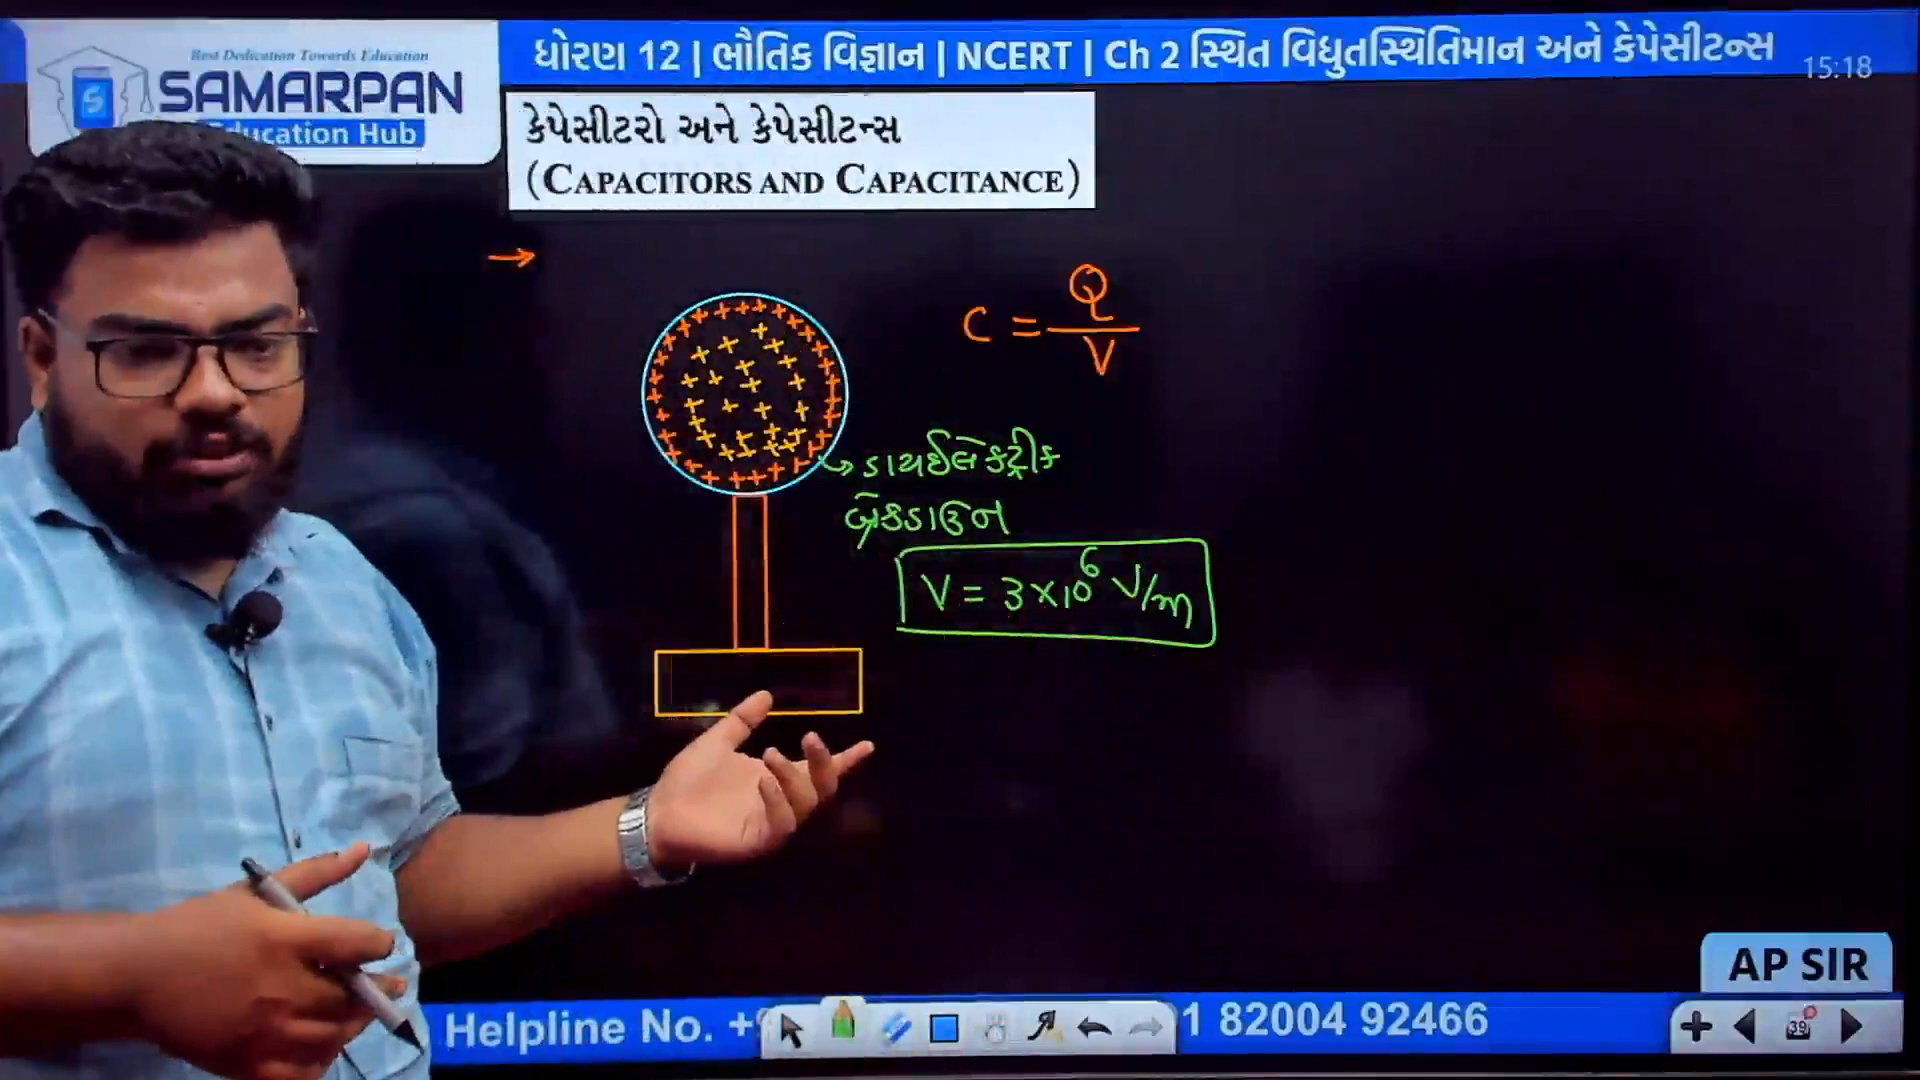 Best Dedication Towards Education
SAMARPAN
Education Hub
ધોરણ 12 | ભૌતિક વિજ્ઞાન | NCERT | Ch 2 સ્થિત વિધુતસ્થિતિમાન અને કેપેસીટન્સ
15:18
કેપેસીટરો અને કેપેસીટન્સ
(CAPACITORS AND CAPACITANCE)
C = Q/V
ડાયઈલેક્ટ્રીક
બ્રેકડાઉન
V = 3×10⁶ V/m
AP SIR
Helpline No. +
1 82004 92466
39